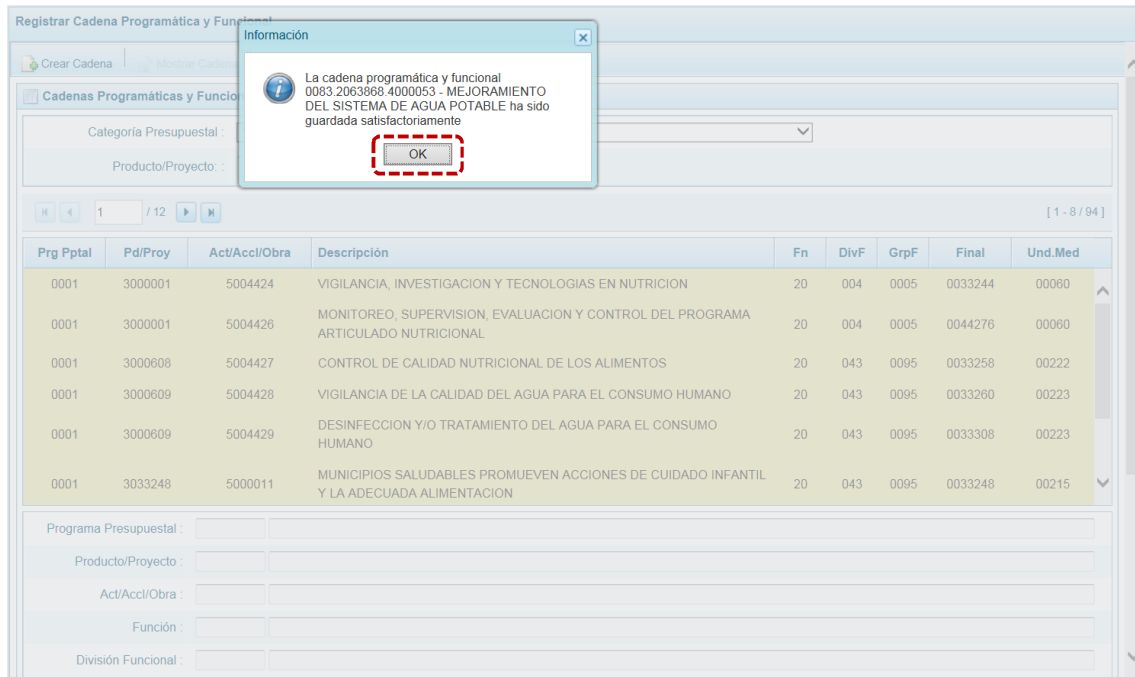 Registrar Cadena Programática y Funcional
Información
Crear Cadena
Mostrar Cadena
La cadena programática y funcional
0083.2063868.4000053 - MEJORAMIENTO
DEL SISTEMA DE AGUA POTABLE ha sido
guardada satisfactoriamente
OK
Cadenas Programáticas y Funcion
Categoría Presupuestal :
Producto/Proyecto: :
1 / 12 [ 1 - 8 / 94 ]
Prg Pptal Pd/Proy Act/AccI/Obra Descripción Fn DivF GrpF Final Und.Med
0001 3000001 5004424 VIGILANCIA, INVESTIGACION Y TECNOLOGIAS EN NUTRICION 20 004 0005 0033244 00060
0001 3000001 5004426 MONITOREO, SUPERVISION, EVALUACION Y CONTROL DEL PROGRAMA
ARTICULADO NUTRICIONAL 20 004 0005 0044276 00060
0001 3000608 5004427 CONTROL DE CALIDAD NUTRICIONAL DE LOS ALIMENTOS 20 043 0095 0033258 00222
0001 3000609 5004428 VIGILANCIA DE LA CALIDAD DEL AGUA PARA EL CONSUMO HUMANO 20 043 0095 0033260 00223
0001 3000609 5004429 DESINFECCION Y/O TRATAMIENTO DEL AGUA PARA EL CONSUMO
HUMANO 20 043 0095 0033308 00223
0001 3033248 5000011 MUNICIPIOS SALUDABLES PROMUEVEN ACCIONES DE CUIDADO INFANTIL
Y LA ADECUADA ALIMENTACION 20 043 0095 0033248 00215
Programa Presupuestal :
Producto/Proyecto :
Act/AccI/Obra :
Función :
División Funcional :